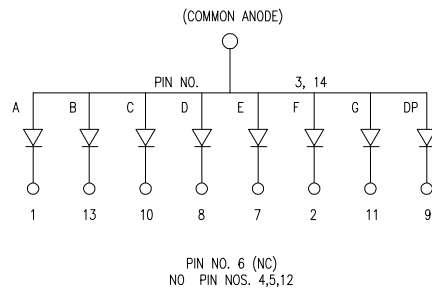 (COMMON ANODE)
PIN NO. 3, 14
A B C D E F G DP
1 13 10 8 7 2 11 9
PIN NO. 6 (NC)
NO PIN NOS. 4,5,12